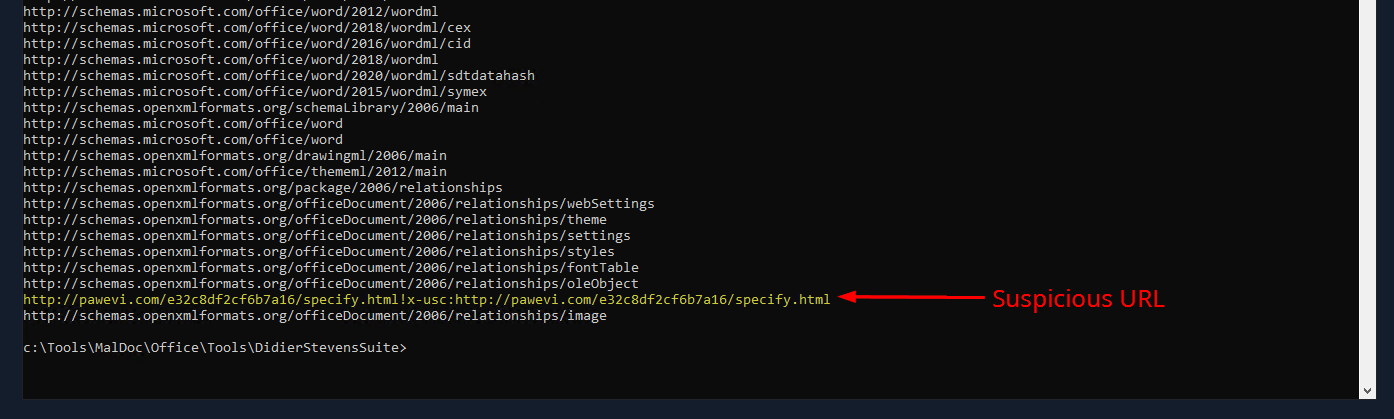 http://schemas.microsoft.com/office/word/2012/wordml
http://schemas.microsoft.com/office/word/2018/wordml/cex
http://schemas.microsoft.com/office/word/2016/wordml/cid
http://schemas.microsoft.com/office/word/2018/wordml
http://schemas.microsoft.com/office/word/2020/wordml/sdtdatahash
http://schemas.microsoft.com/office/word/2015/wordml/symex
http://schemas.openxmlformats.org/schemaLibrary/2006/main
http://schemas.microsoft.com/office/word
http://schemas.microsoft.com/office/word
http://schemas.openxmlformats.org/drawingml/2006/main
http://schemas.microsoft.com/office/thememl/2012/main
http://schemas.openxmlformats.org/package/2006/relationships
http://schemas.openxmlformats.org/officeDocument/2006/relationships/webSettings
http://schemas.openxmlformats.org/officeDocument/2006/relationships/theme
http://schemas.openxmlformats.org/officeDocument/2006/relationships/settings
http://schemas.openxmlformats.org/officeDocument/2006/relationships/styles
http://schemas.openxmlformats.org/officeDocument/2006/relationships/fontTable
http://schemas.openxmlformats.org/officeDocument/2006/relationships/oleObject
http://pawevi.com/e32c8df2cf6b7a16/specify.html!x-usc:http://pawevi.com/e32c8df2cf6b7a16/specify.html Suspicious URL
http://schemas.openxmlformats.org/officeDocument/2006/relationships/image
c:\Tools\MalDoc\Office\Tools\DidierStevensSuite>